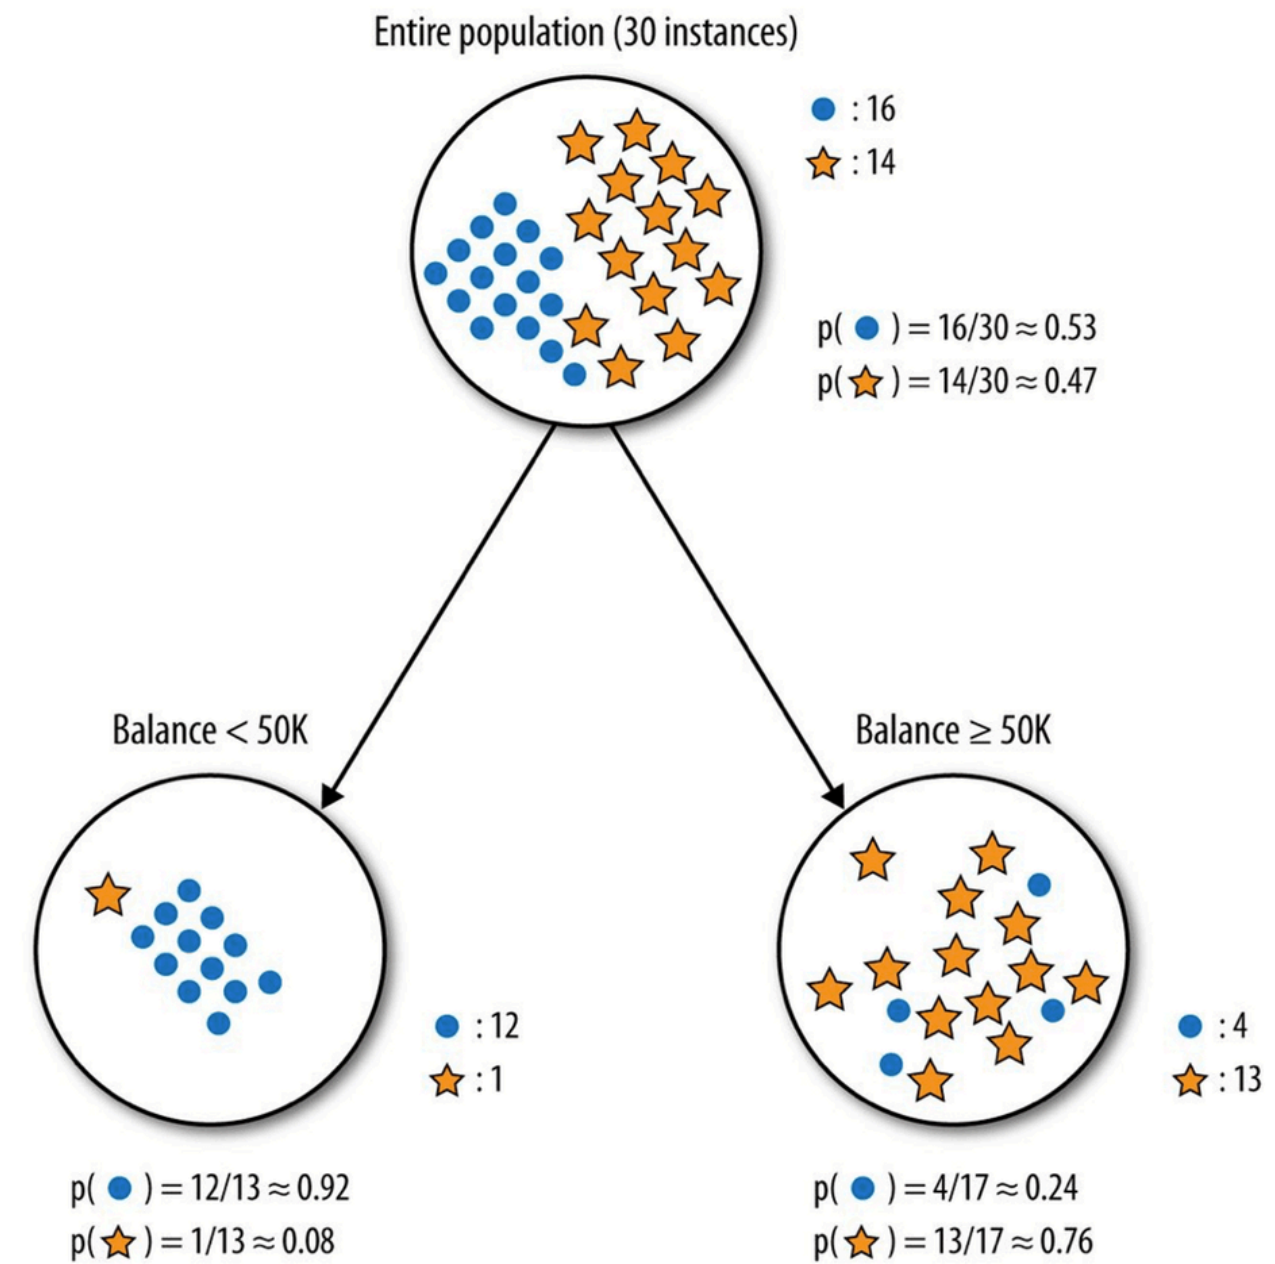 Entire population (30 instances)
: 16
: 14
p( ) = 16/30 ≈ 0.53
p( ) = 14/30 ≈ 0.47
Balance < 50K
Balance ≥ 50K
: 12
: 1
: 4
: 13
p( ) = 12/13 ≈ 0.92
p( ) = 1/13 ≈ 0.08
p( ) = 4/17 ≈ 0.24
p( ) = 13/17 ≈ 0.76